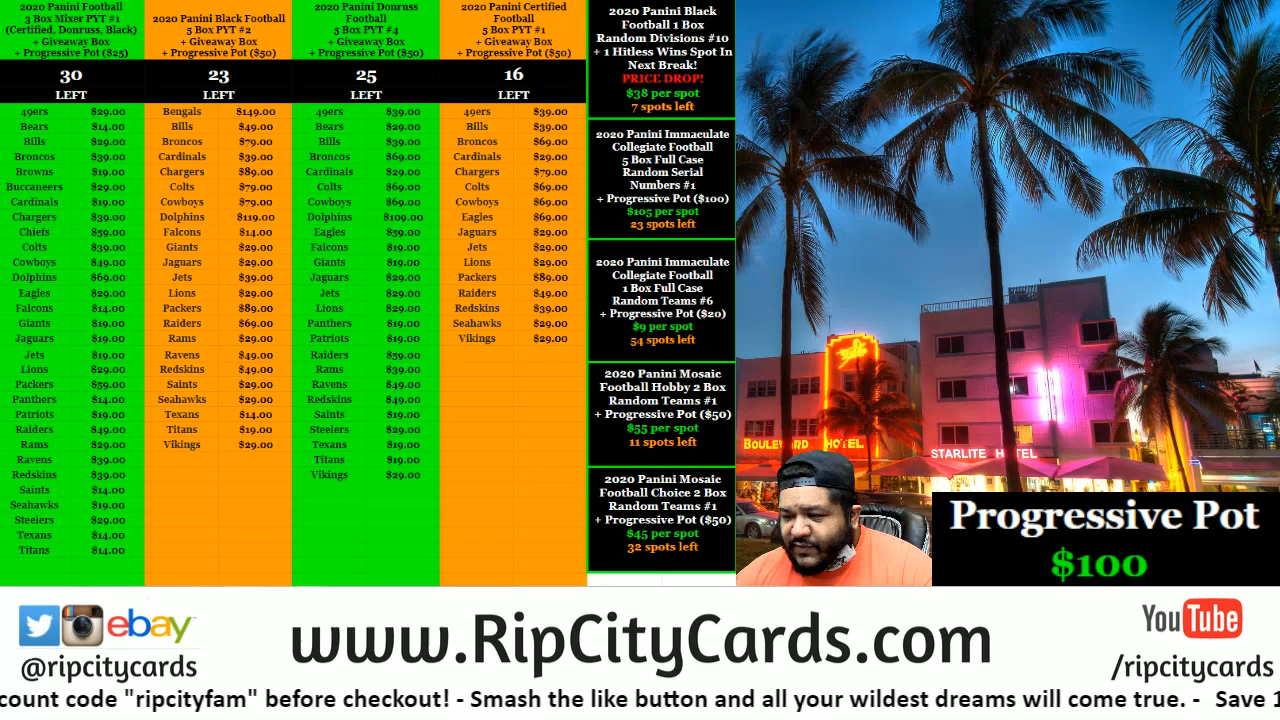 2020 Panini Football
3 Box Mixer PYT #1
(Certified, Donruss, Black)
+ Giveaway Box
+ Progressive Pot ($25)
30
LEFT
49ers $29.00
Bears $14.00
Bills $29.00
Broncos $39.00
Browns $19.00
Buccaneers $29.00
Cardinals $19.00
Chargers $39.00
Chiefs $59.00
Colts $39.00
Cowboys $49.00
Dolphins $69.00
Eagles $29.00
Falcons $14.00
Giants $19.00
Jaguars $19.00
Jets $19.00
Lions $29.00
Packers $59.00
Panthers $14.00
Patriots $19.00
Raiders $49.00
Rams $29.00
Ravens $39.00
Redskins $39.00
Saints $14.00
Seahawks $19.00
Steelers $29.00
Texans $14.00
Titans $14.00
2020 Panini Black Football
5 Box PYT #2
+ Giveaway Box
+ Progressive Pot ($50)
23
LEFT
Bengals $149.00
Bills $49.00
Broncos $79.00
Cardinals $39.00
Chargers $89.00
Colts $79.00
Cowboys $79.00
Dolphins $119.00
Falcons $14.00
Giants $29.00
Jaguars $29.00
Jets $39.00
Lions $29.00
Packers $89.00
Raiders $69.00
Rams $29.00
Ravens $49.00
Redskins $49.00
Saints $29.00
Seahawks $29.00
Texans $14.00
Titans $19.00
Vikings $29.00
2020 Panini Donruss
Football
5 Box PYT #4
+ Giveaway Box
+ Progressive Pot ($50)
25
LEFT
49ers $39.00
Bears $29.00
Bills $39.00
Broncos $69.00
Cardinals $29.00
Colts $69.00
Cowboys $69.00
Dolphins $109.00
Eagles $59.00
Falcons $19.00
Giants $19.00
Jaguars $29.00
Jets $29.00
Lions $29.00
Panthers $19.00
Patriots $19.00
Raiders $59.00
Rams $39.00
Ravens $49.00
Redskins $49.00
Saints $19.00
Steelers $29.00
Texans $19.00
Titans $19.00
Vikings $29.00
2020 Panini Certified
Football
5 Box PYT #1
+ Giveaway Box
+ Progressive Pot ($50)
16
LEFT
49ers $39.00
Bills $39.00
Broncos $69.00
Cardinals $29.00
Chargers $79.00
Colts $69.00
Cowboys $69.00
Eagles $69.00
Jaguars $29.00
Jets $29.00
Lions $29.00
Packers $89.00
Raiders $49.00
Redskins $39.00
Seahawks $29.00
Vikings $29.00
2020 Panini Black
Football 1 Box
Random Divisions #10
+ 1 Hitless Wins Spot In
Next Break!
PRICE DROP!
$38 per spot
7 spots left
2020 Panini Immaculate
Collegiate Football
5 Box Full Case
Random Serial
Numbers #1
+ Progressive Pot ($100)
$105 per spot
23 spots left
2020 Panini Immaculate
Collegiate Football
1 Box Full Case
Random Teams #6
+ Progressive Pot ($20)
$9 per spot
54 spots left
2020 Panini Mosaic
Football Hobby 2 Box
Random Teams #1
+ Progressive Pot ($50)
$55 per spot
11 spots left
2020 Panini Mosaic
Football Choice 2 Box
Random Teams #1
+ Progressive Pot ($50)
$45 per spot
32 spots left
BOULEVARD HOTEL
STARLITE HOTEL
Progressive Pot
$100
ebay
@ripcitycards
www.RipCityCards.com
YouTube
/ripcitycards
count code "ripcityfam" before checkout! - Smash the like button and all your wildest dreams will come true. - Save 1